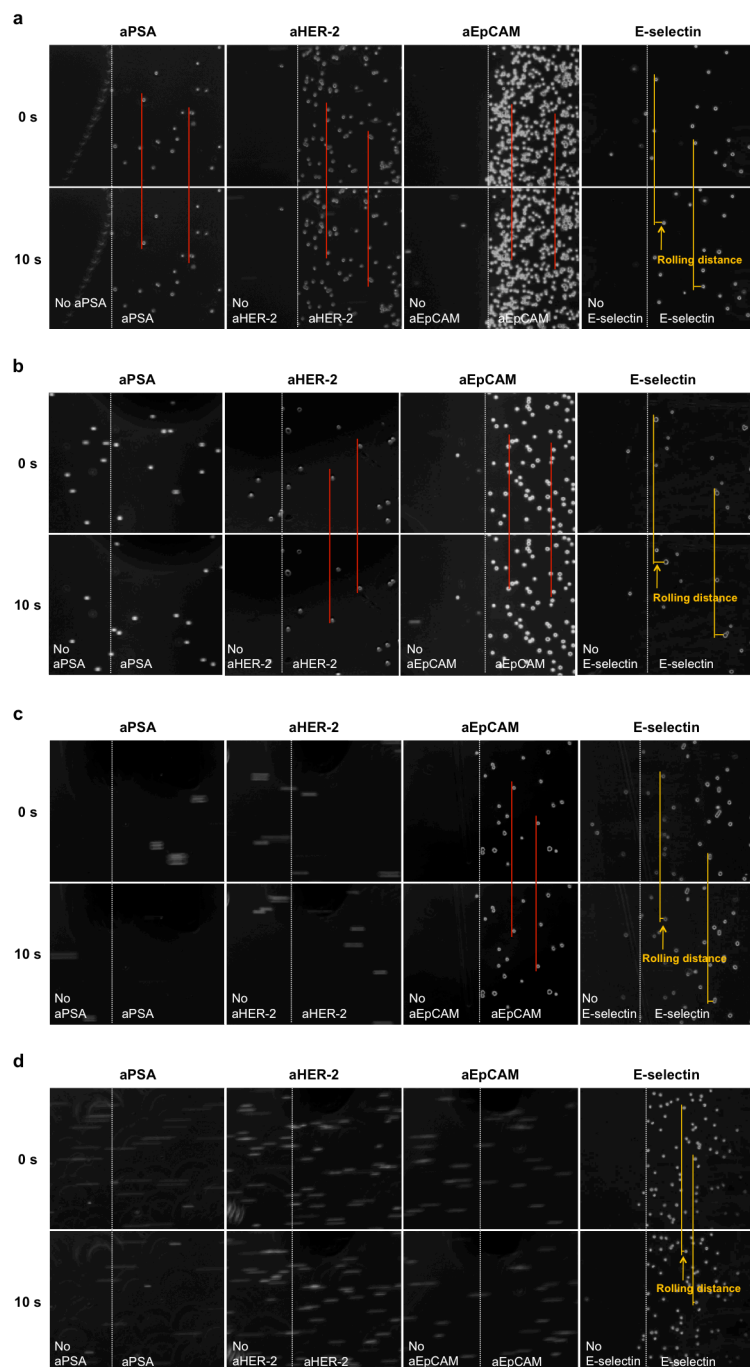 a
aPSA aHER-2 aEpCAM E-selectin
0 s
10 s
Rolling distance
No aPSA aPSA No aHER-2 aHER-2 No aEpCAM aEpCAM No E-selectin E-selectin
b
aPSA aHER-2 aEpCAM E-selectin
0 s
10 s
Rolling distance
No aPSA aPSA No aHER-2 aHER-2 No aEpCAM aEpCAM No E-selectin E-selectin
c
aPSA aHER-2 aEpCAM E-selectin
0 s
10 s
Rolling distance
No aPSA aPSA No aHER-2 aHER-2 No aEpCAM aEpCAM No E-selectin E-selectin
d
aPSA aHER-2 aEpCAM E-selectin
0 s
10 s
Rolling distance
No aPSA aPSA No aHER-2 aHER-2 No aEpCAM aEpCAM No E-selectin E-selectin